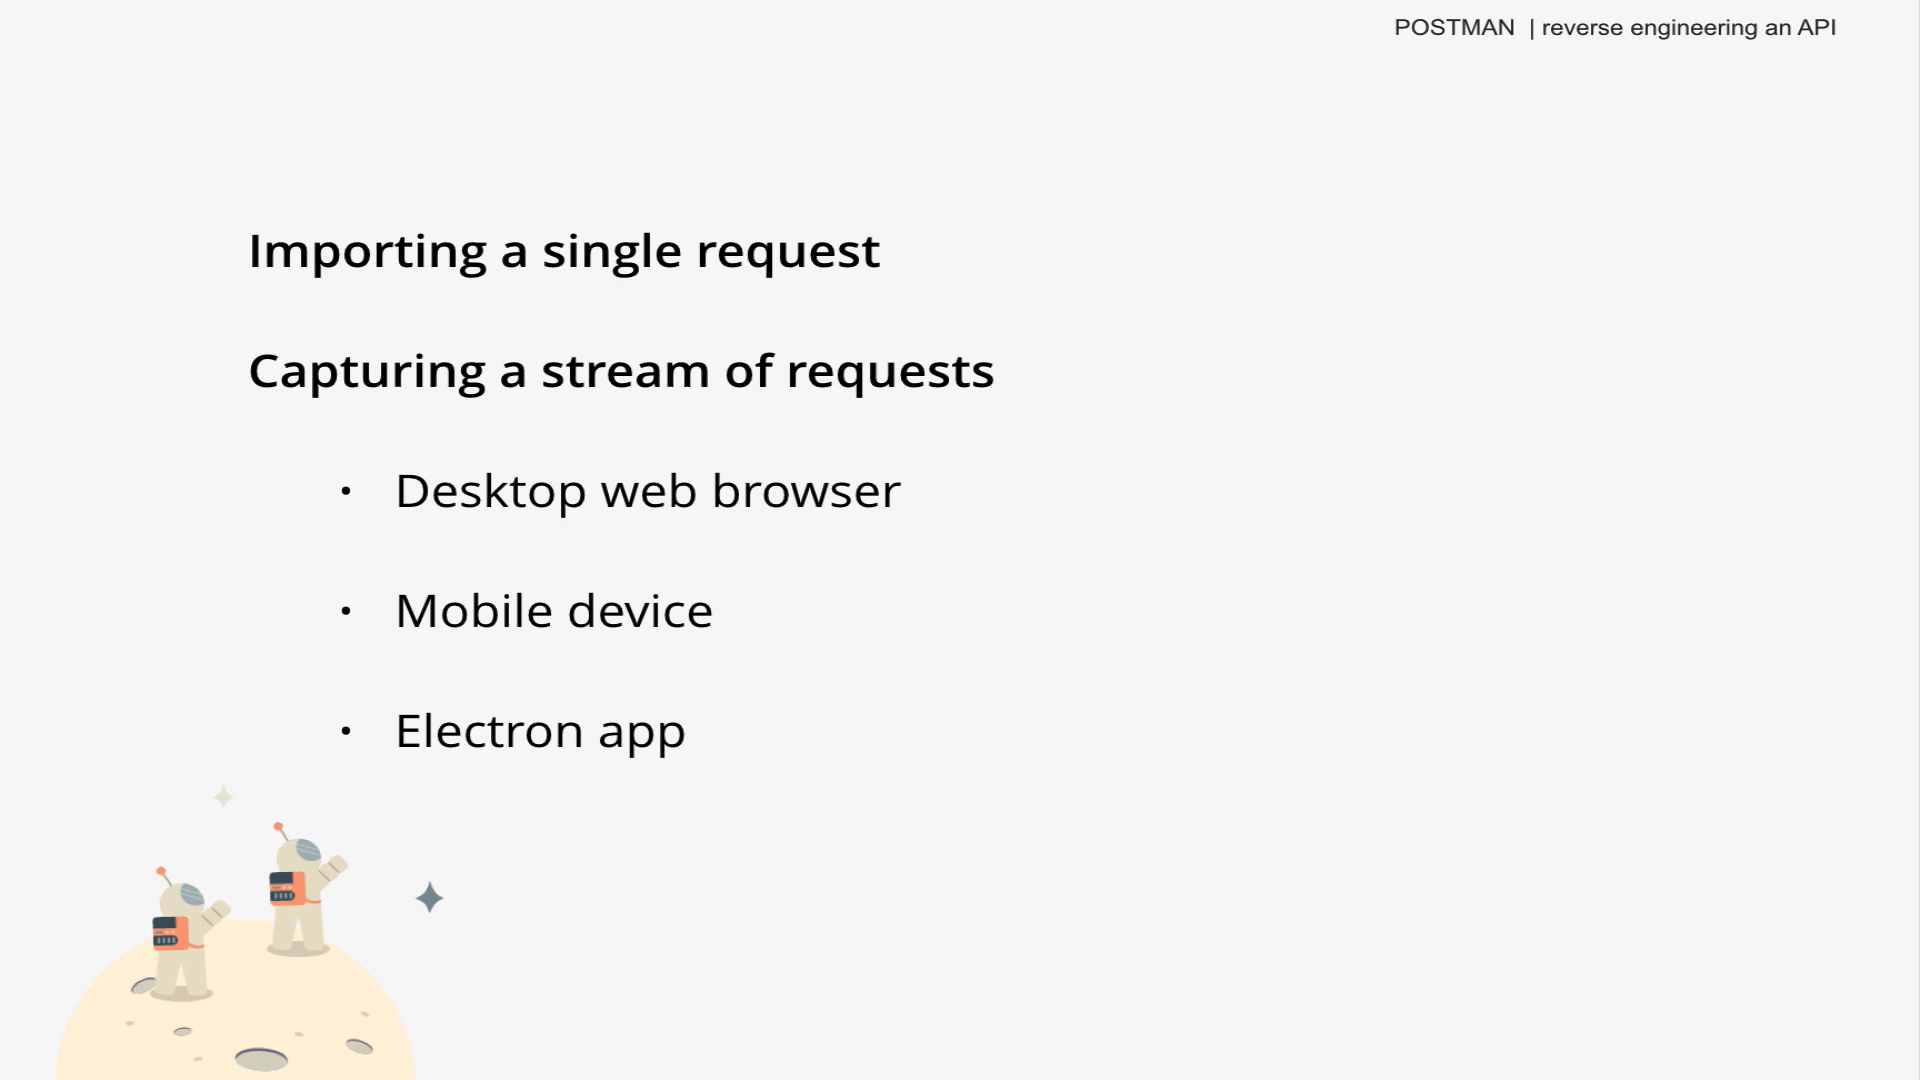 POSTMAN | reverse engineering an API
Importing a single request
Capturing a stream of requests
• Desktop web browser
• Mobile device
• Electron app